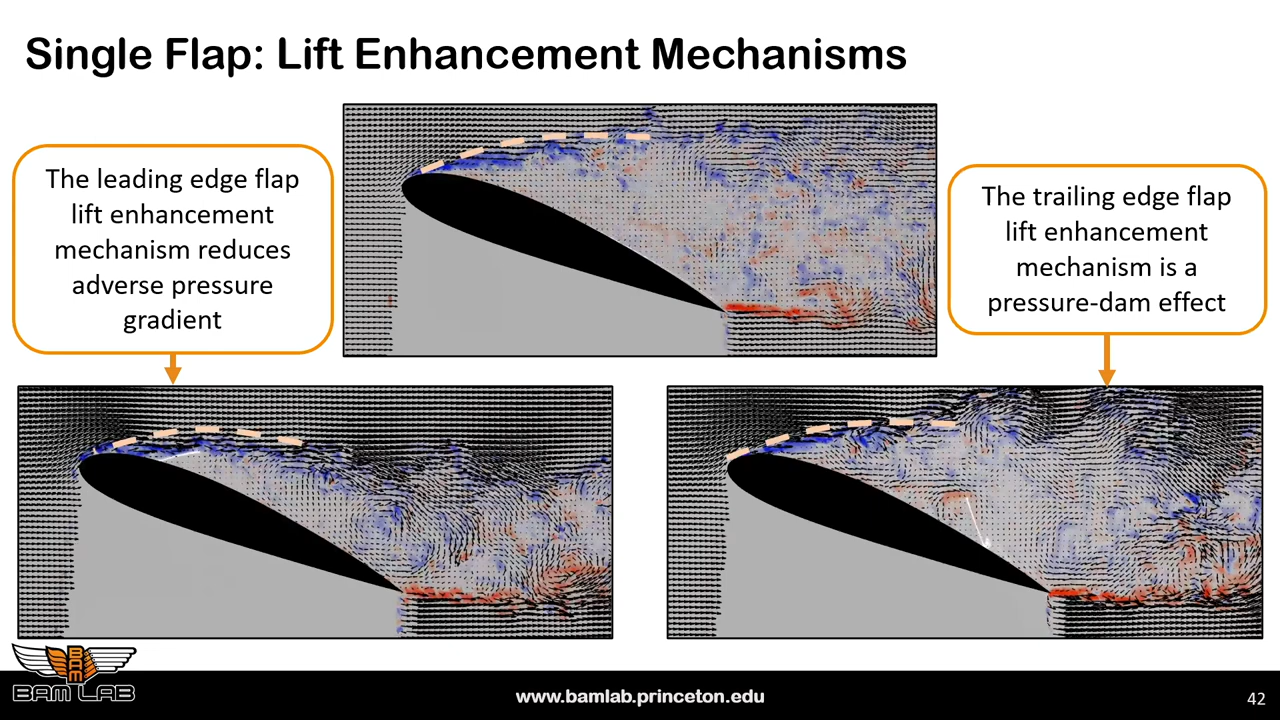 Single Flap: Lift Enhancement Mechanisms
The leading edge flap
lift enhancement
mechanism reduces
adverse pressure
gradient
The trailing edge flap
lift enhancement
mechanism is a
pressure-dam effect
BAM
BAM LAB
www.bamlab.princeton.edu
42